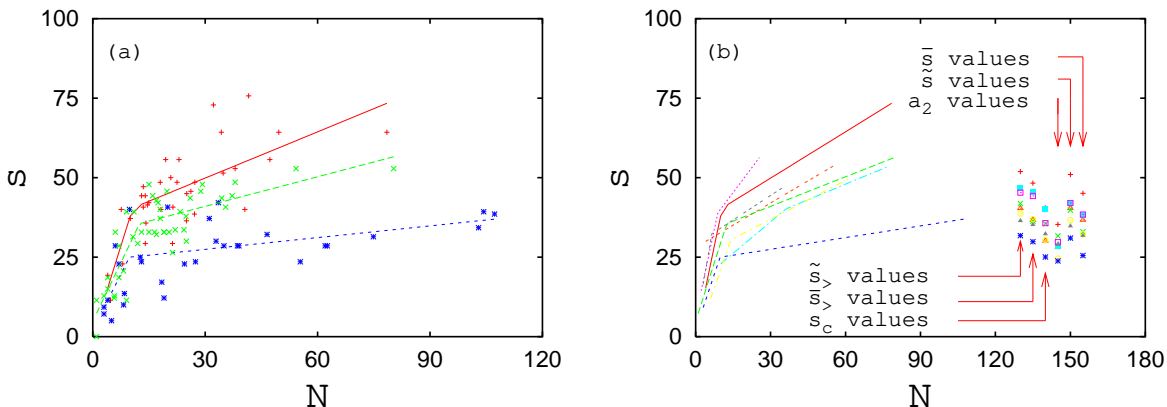 (a)
100
75
50
25
0
s
0 30 60 90 120
N
(b)
100
75
50
25
0
s
s̅ values
s̃ values
a₂ values
s̃> values
s̅> values
s_c values
0 30 60 90 120 150 180
N